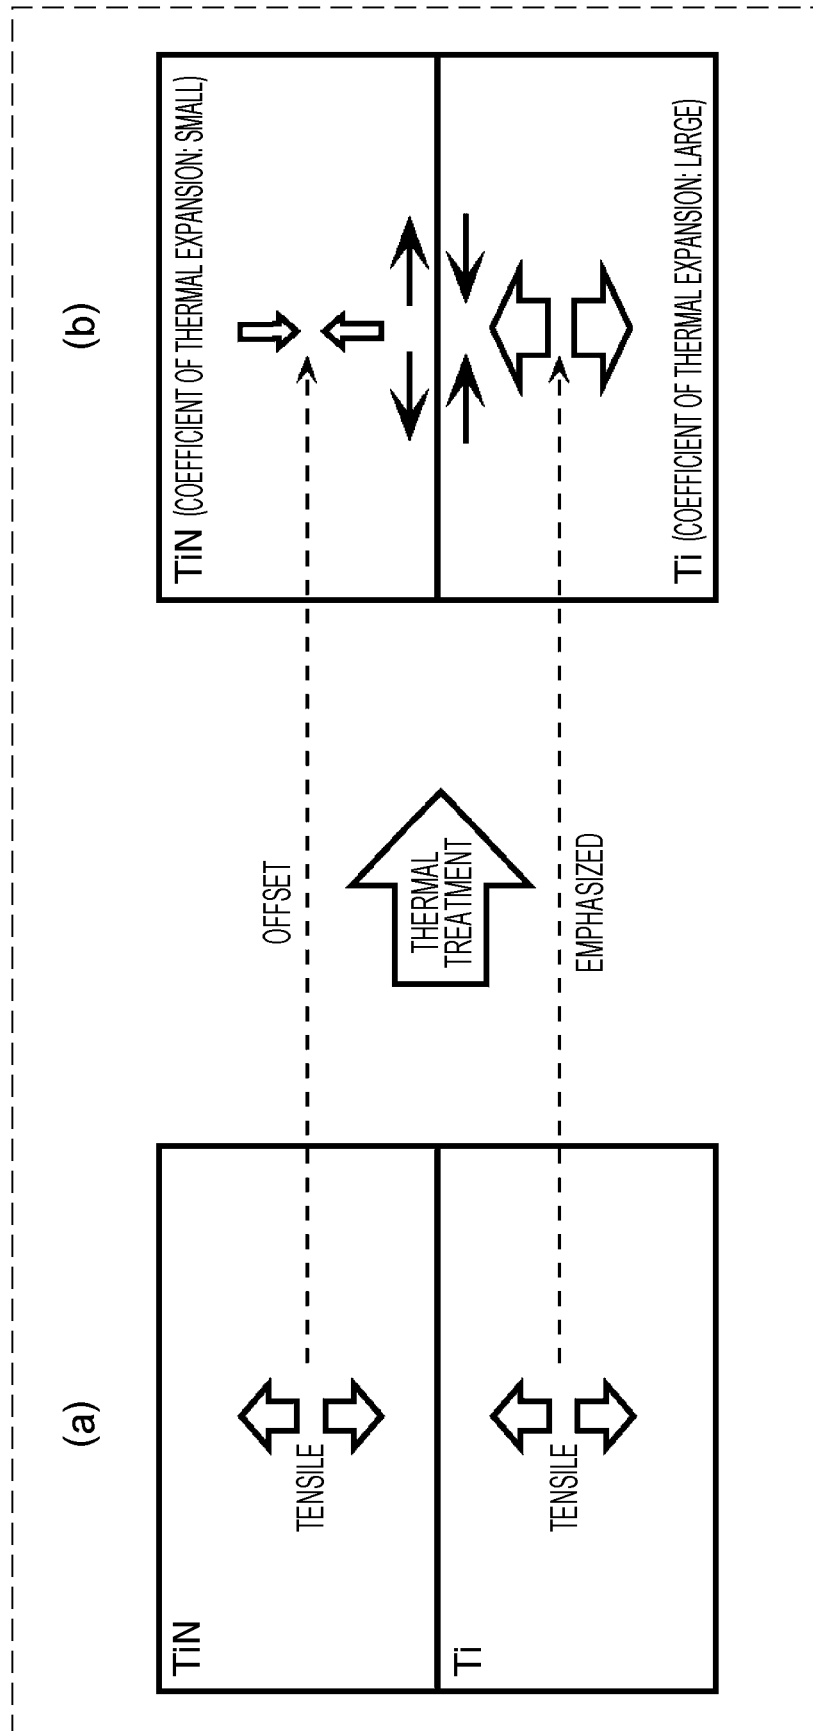 (a)
TiN
TENSILE
Ti
TENSILE
OFFSET
THERMAL
TREATMENT
EMPHASIZED
(b)
TiN (COEFFICIENT OF THERMAL EXPANSION: SMALL)
Ti (COEFFICIENT OF THERMAL EXPANSION: LARGE)